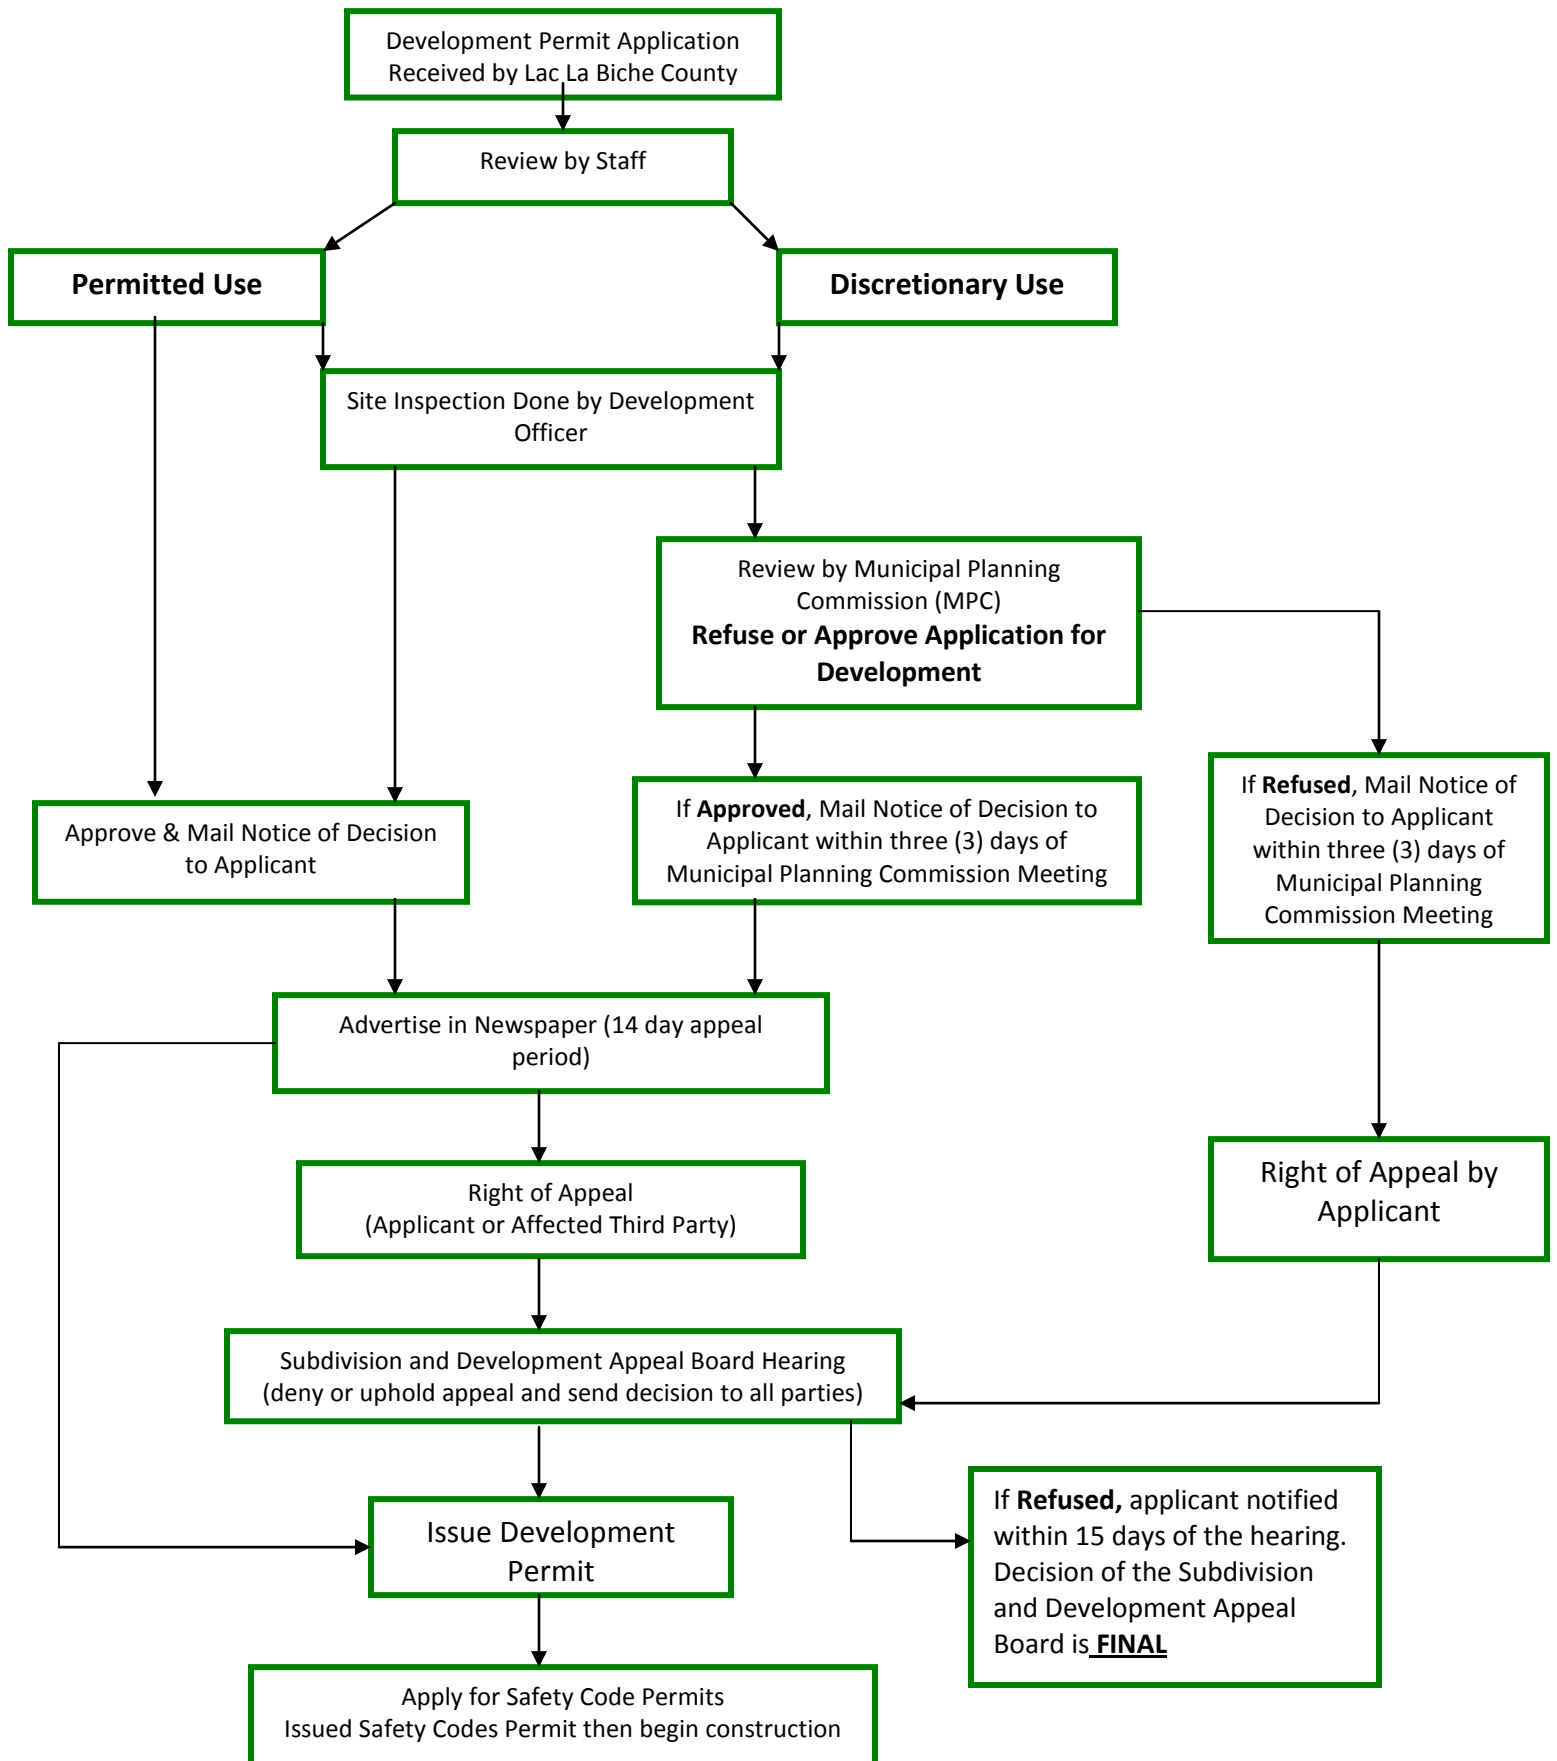 Development Permit Application
Received by Lac La Biche County
Review by Staff
Permitted Use
Discretionary Use
Site Inspection Done by Development
Officer
Review by Municipal Planning
Commission (MPC)
Refuse or Approve Application for
Development
If Approved, Mail Notice of Decision to
Applicant within three (3) days of
Municipal Planning Commission Meeting
If Refused, Mail Notice of
Decision to Applicant
within three (3) days of
Municipal Planning
Commission Meeting
Approve & Mail Notice of Decision
to Applicant
Advertise in Newspaper (14 day appeal
period)
Right of Appeal
(Applicant or Affected Third Party)
Right of Appeal by
Applicant
Subdivision and Development Appeal Board Hearing
(deny or uphold appeal and send decision to all parties)
If Refused, applicant notified
within 15 days of the hearing.
Decision of the Subdivision
and Development Appeal
Board is FINAL
Issue Development
Permit
Apply for Safety Code Permits
Issued Safety Codes Permit then begin construction